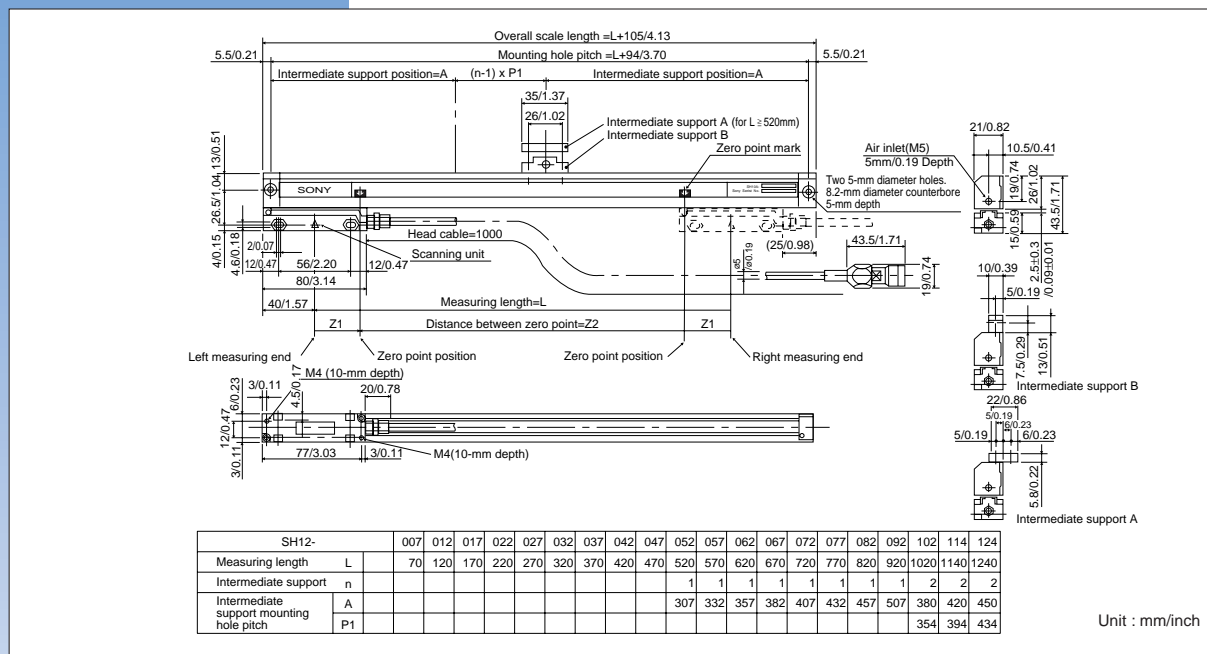 Overall scale length =L+105/4.13
5.5/0.21
Mounting hole pitch =L+94/3.70
5.5/0.21
Intermediate support position=A
(n-1) x P1
Intermediate support position=A
35/1.37
26/1.02
Intermediate support A (for L ≧ 520mm)
Intermediate support B
Zero point mark
13/0.51
26.5/1.04
SONY
Air inlet(M5)
5mm/0.19 Depth
Two 5-mm diameter holes.
8.2-mm diameter counterbore
5-mm depth
21/0.82
10.5/0.41
19/0.74
26/1.02
43.5/1.71
15/0.59
4/0.15
4.6/0.18
2/0.07
12/0.47
56/2.20
12/0.47
80/3.14
40/1.57
Head cable=1000
Scanning unit
(25/0.98)
ø5
/ø0.19
43.5/1.71
19/0.74
2.5±0.3
/0.09±0.01
10/0.39
5/0.19
7.5/0.29
13/0.51
Intermediate support B
Measuring length=L
Z1
Distance between zero point=Z2
Z1
Left measuring end
Zero point position
Zero point position
Right measuring end
M4 (10-mm depth)
3/0.11
6/0.23
4.5/0.17
20/0.78
12/0.47
3/0.11
77/3.03
3/0.11
M4(10-mm depth)
22/0.86
5/0.19
6/0.23
5/0.19
6/0.23
5.8/0.22
Intermediate support A
SH12- 007 012 017 022 027 032 037 042 047 052 057 062 067 072 077 082 092 102 114 124
Measuring length L 70 120 170 220 270 320 370 420 470 520 570 620 670 720 770 820 920 1020 1140 1240
Intermediate support n 1 1 1 1 1 1 1 1 2 2 2
Intermediate support mounting hole pitch A 307 332 357 382 407 432 457 507 380 420 450
P1 354 394 434
Unit : mm/inch